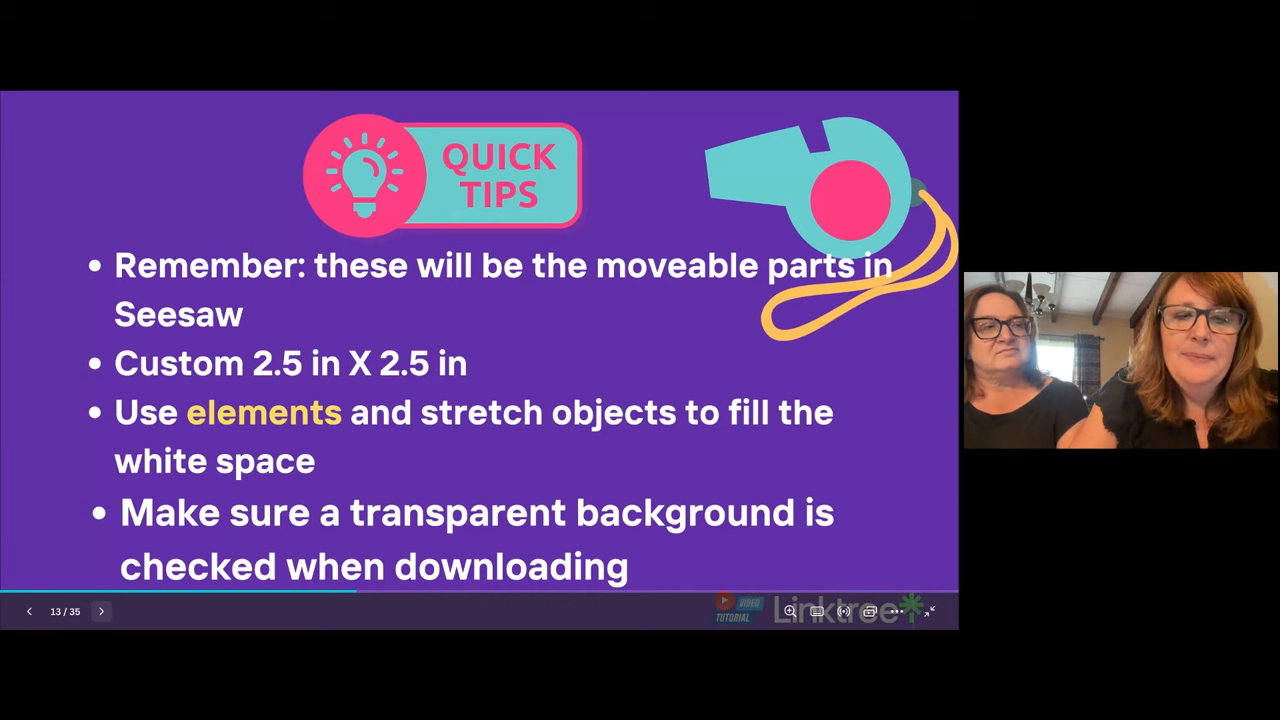 QUICK
TIPS
• Remember: these will be the moveable parts in
Seesaw
• Custom 2.5 in X 2.5 in
• Use elements and stretch objects to fill the
white space
• Make sure a transparent background is
checked when downloading
13 / 35
VIDEO
TUTORIAL
Linktree